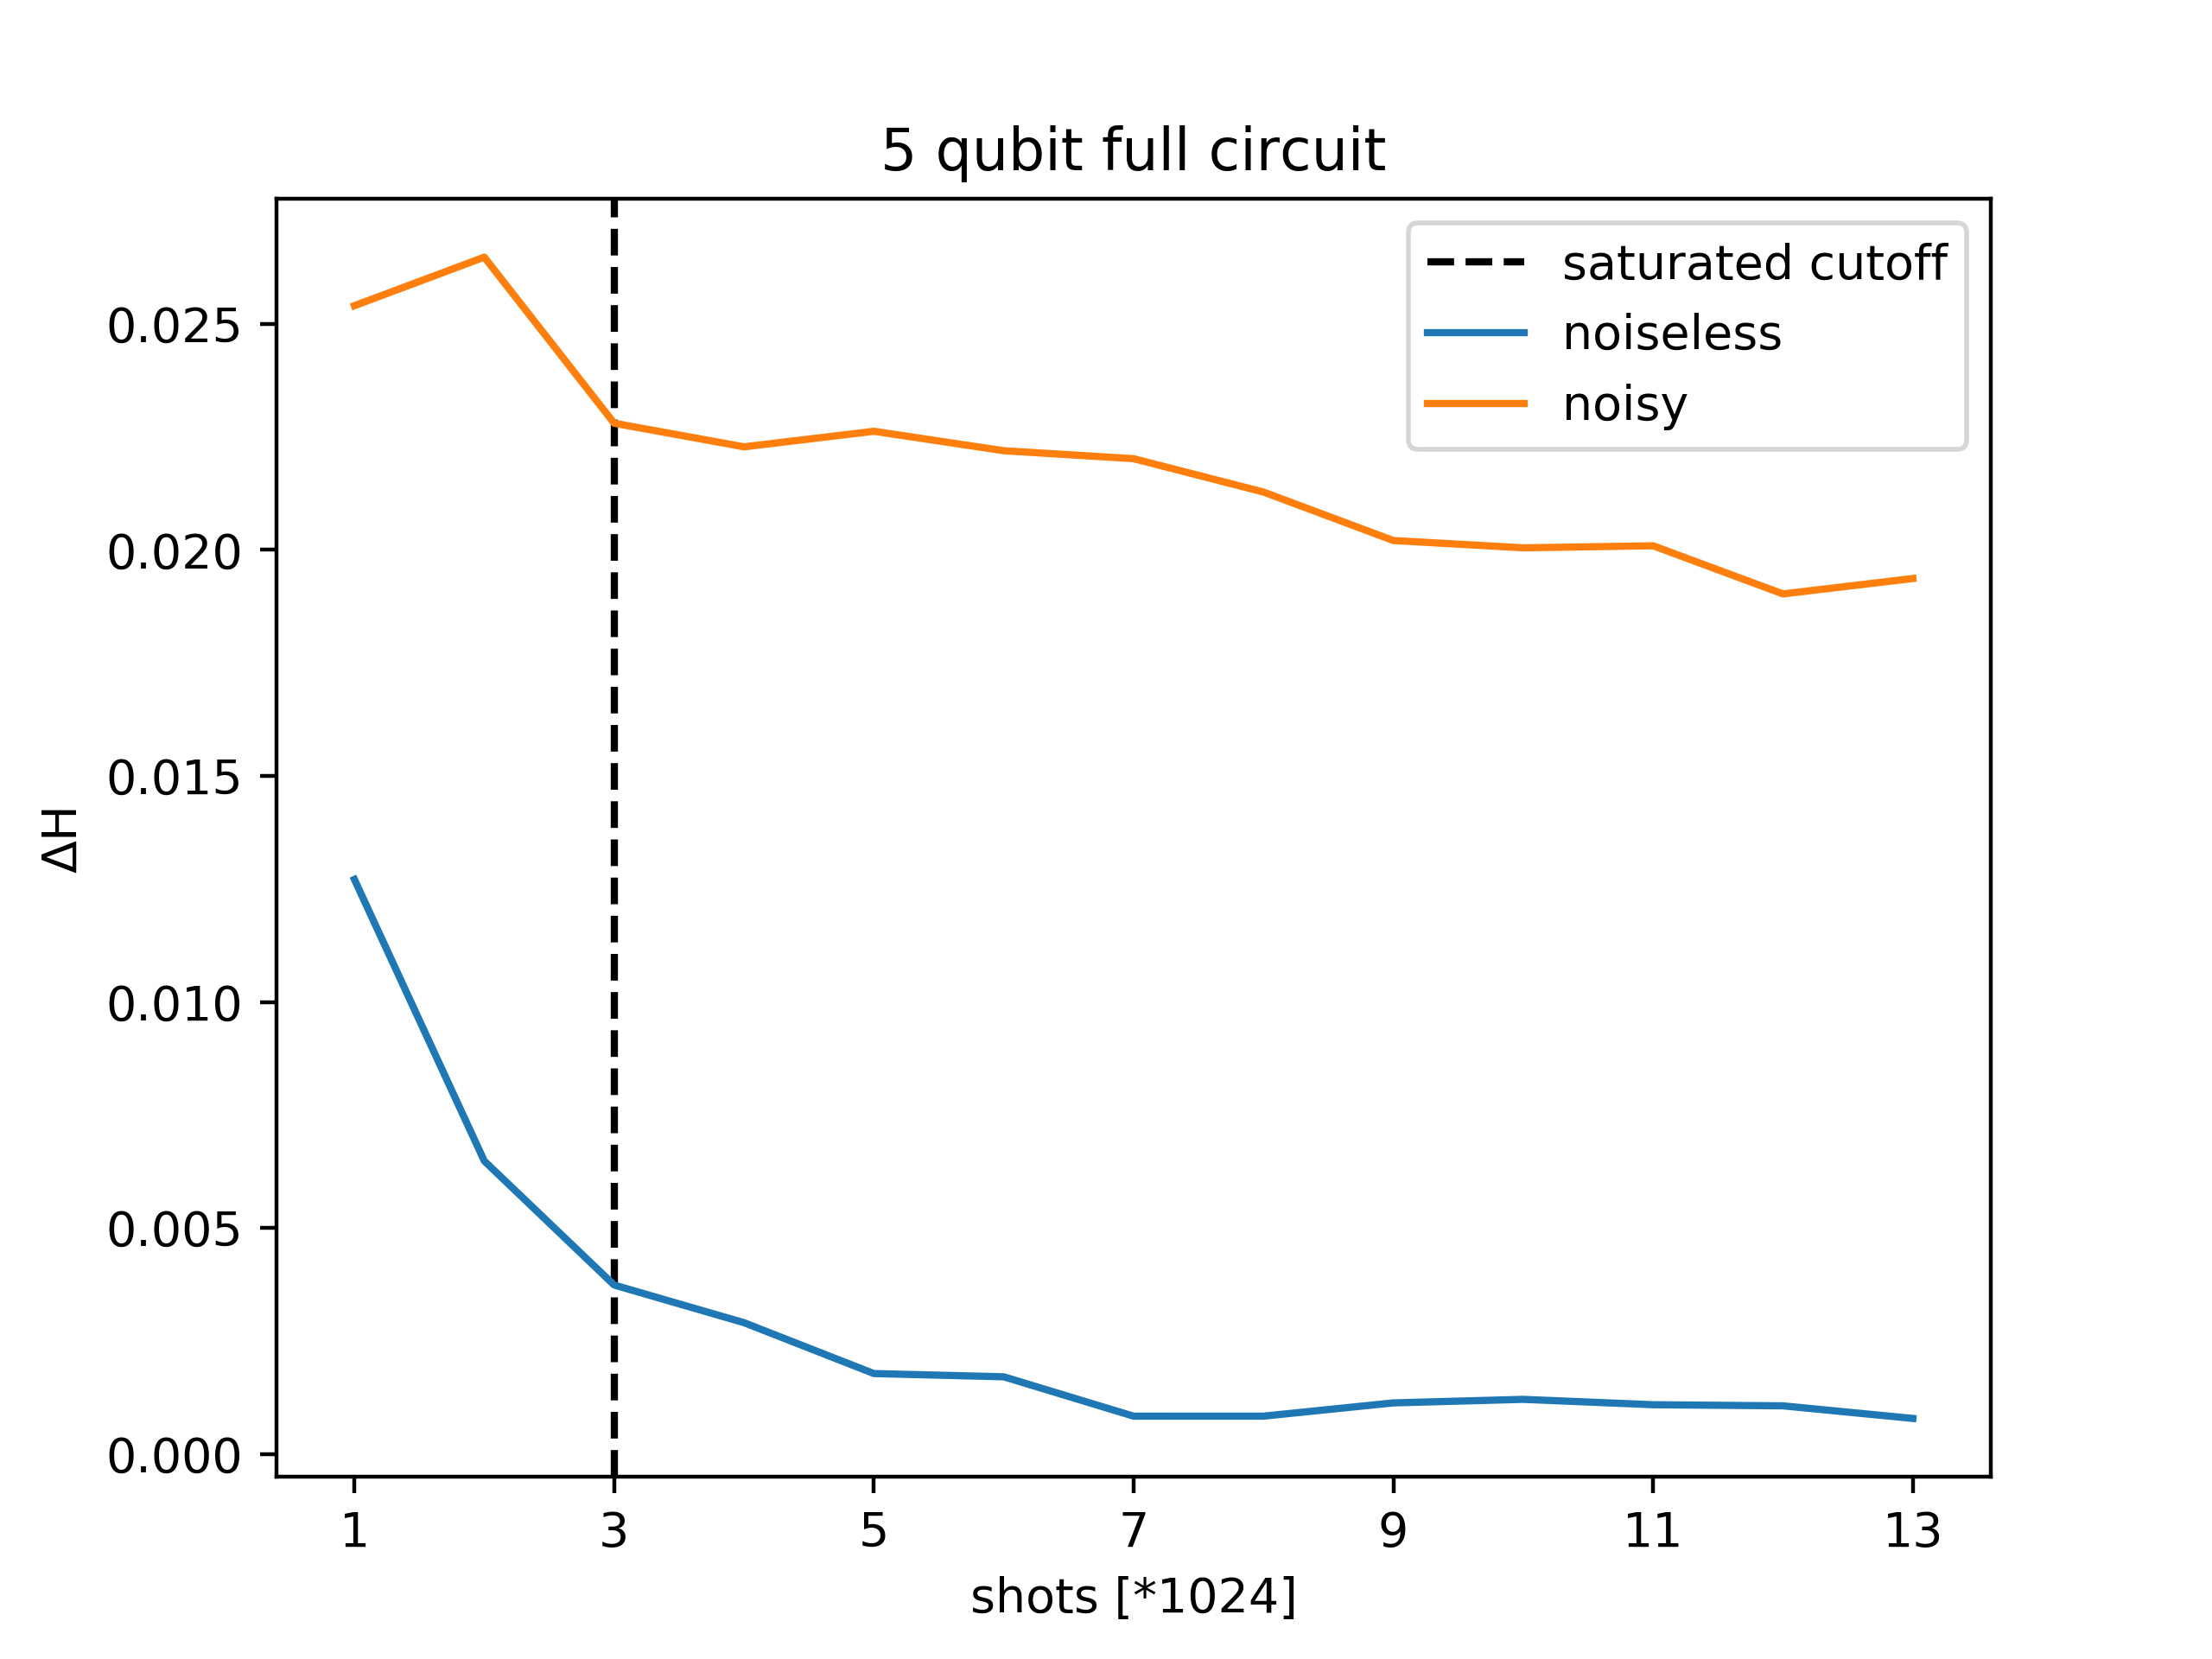 5 qubit full circuit
saturated cutoff
noiseless
noisy
0.025
0.020
0.015
0.010
0.005
0.000
ΔH
1 3 5 7 9 11 13
shots [*1024]